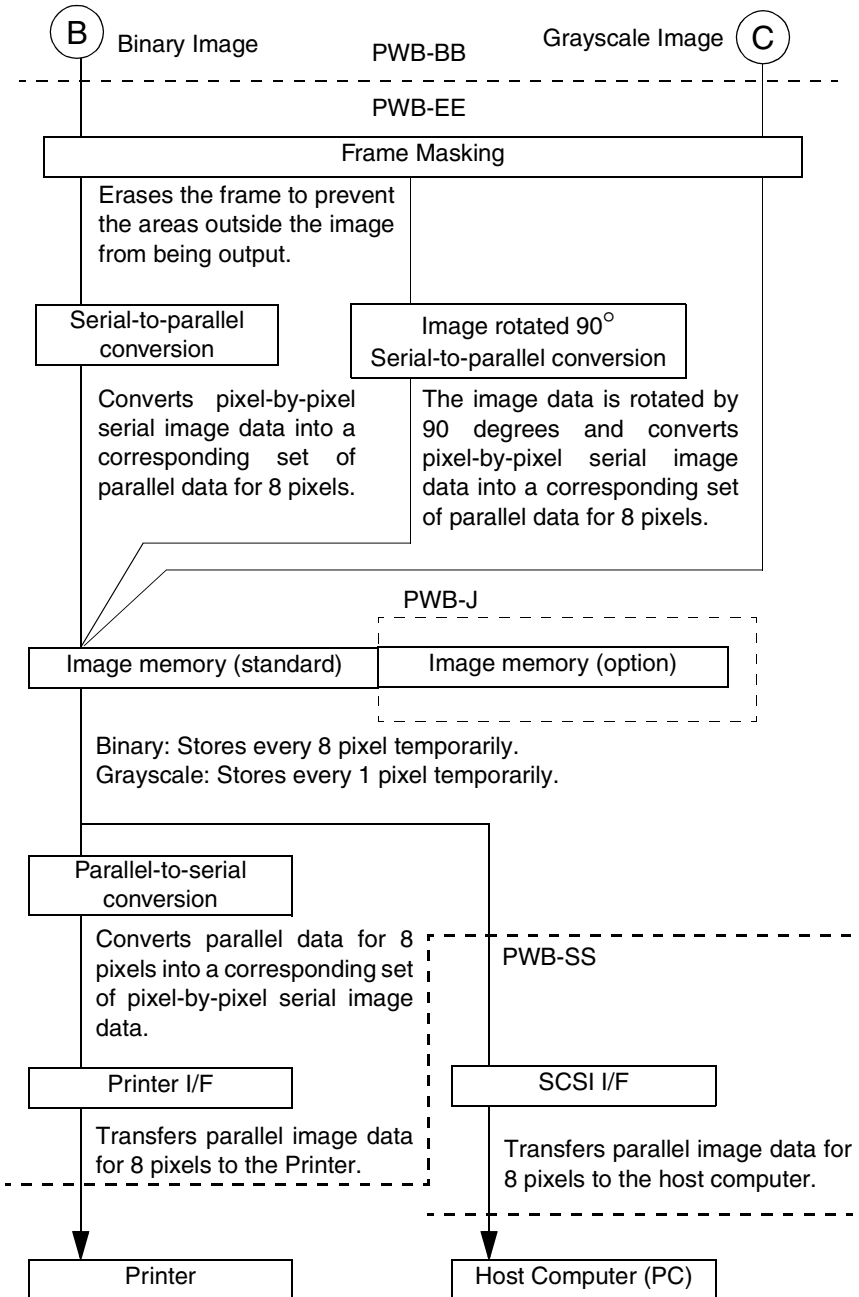 B
Binary Image
PWB-BB
Grayscale Image
C
PWB-EE
Frame Masking
Erases the frame to prevent
the areas outside the image
from being output.
Serial-to-parallel
conversion
Image rotated 90°
Serial-to-parallel conversion
Converts pixel-by-pixel
serial image data into a
corresponding set of
parallel data for 8 pixels.
The image data is rotated by
90 degrees and converts
pixel-by-pixel serial image
data into a corresponding set
of parallel data for 8 pixels.
PWB-J
Image memory (standard)
Image memory (option)
Binary: Stores every 8 pixel temporarily.
Grayscale: Stores every 1 pixel temporarily.
Parallel-to-serial
conversion
Converts parallel data for 8
pixels into a corresponding set
of pixel-by-pixel serial image
data.
PWB-SS
Printer I/F
SCSI I/F
Transfers parallel image data
for 8 pixels to the Printer.
Transfers parallel image data for
8 pixels to the host computer.
Printer
Host Computer (PC)